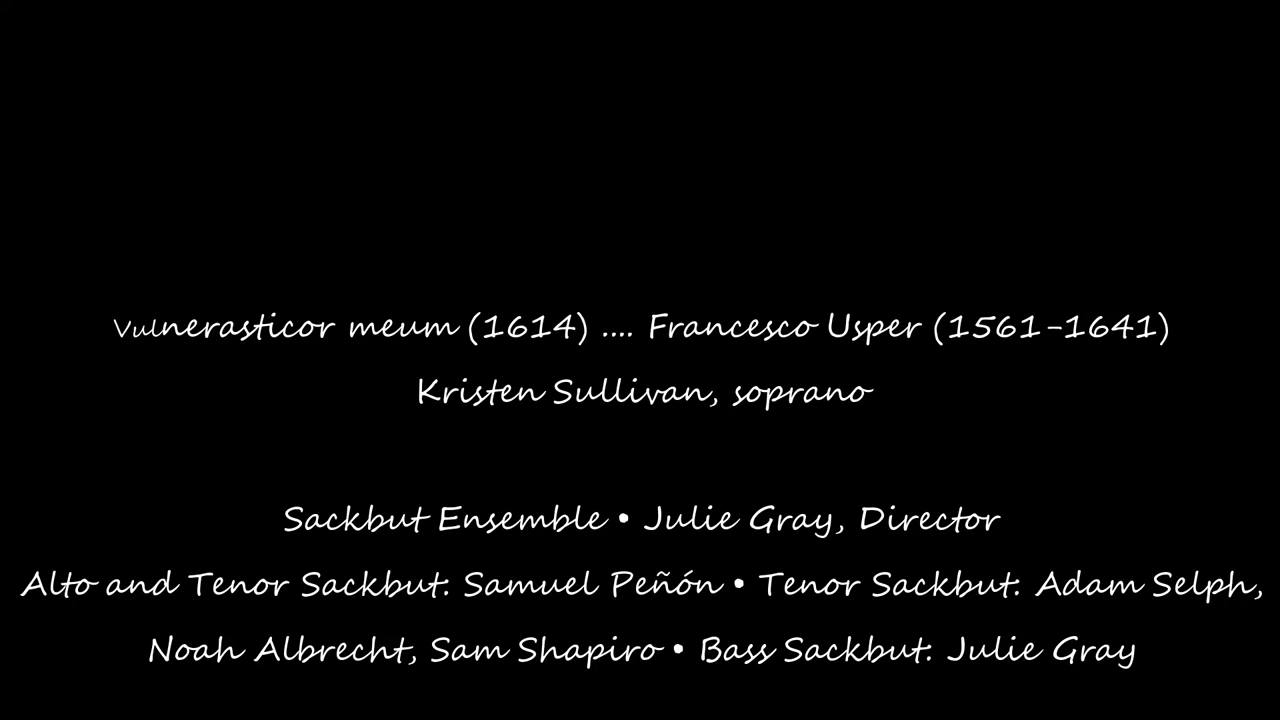 Vulnerasticor meum (1614) .... Francesco Usper (1561-1641)
Kristen Sullivan, soprano
Sackbut Ensemble • Julie Gray, Director
Alto and Tenor Sackbut: Samuel Peñón • Tenor Sackbut: Adam Selph,
Noah Albrecht, Sam Shapiro • Bass Sackbut: Julie Gray